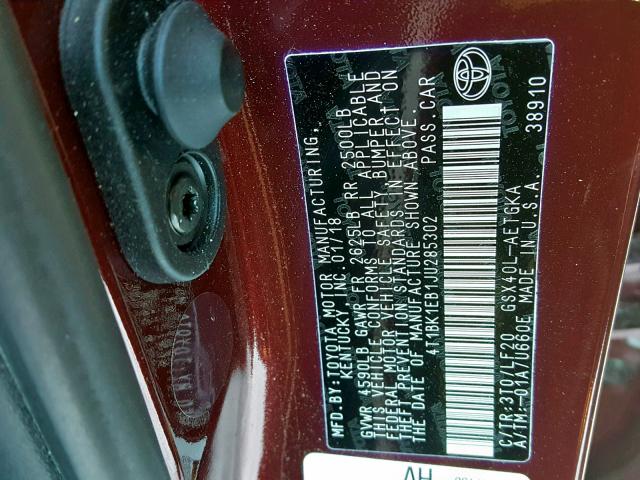 MFD. BY: TOYOTA MOTOR MANUFACTURING,
KENTUCKY, INC. 01/18
GVWR 4590LB GAWR FR 2625LB RR 2500LB
THIS VEHICLE CONFORMS TO ALL APPLICABLE
FEDERAL MOTOR VEHICLE SAFETY, BUMPER AND
THEFT PREVENTION STANDARDS IN EFFECT ON
THE DATE OF MANUFACTURE SHOWN ABOVE.
4T1BK1EB1JU285302 PASS. CAR
C/TR:3T0/LF20 GSX40L-AETGKA
A/TM:-01A/U660E MADE IN U.S.A. 38910
TOYOTA
AH